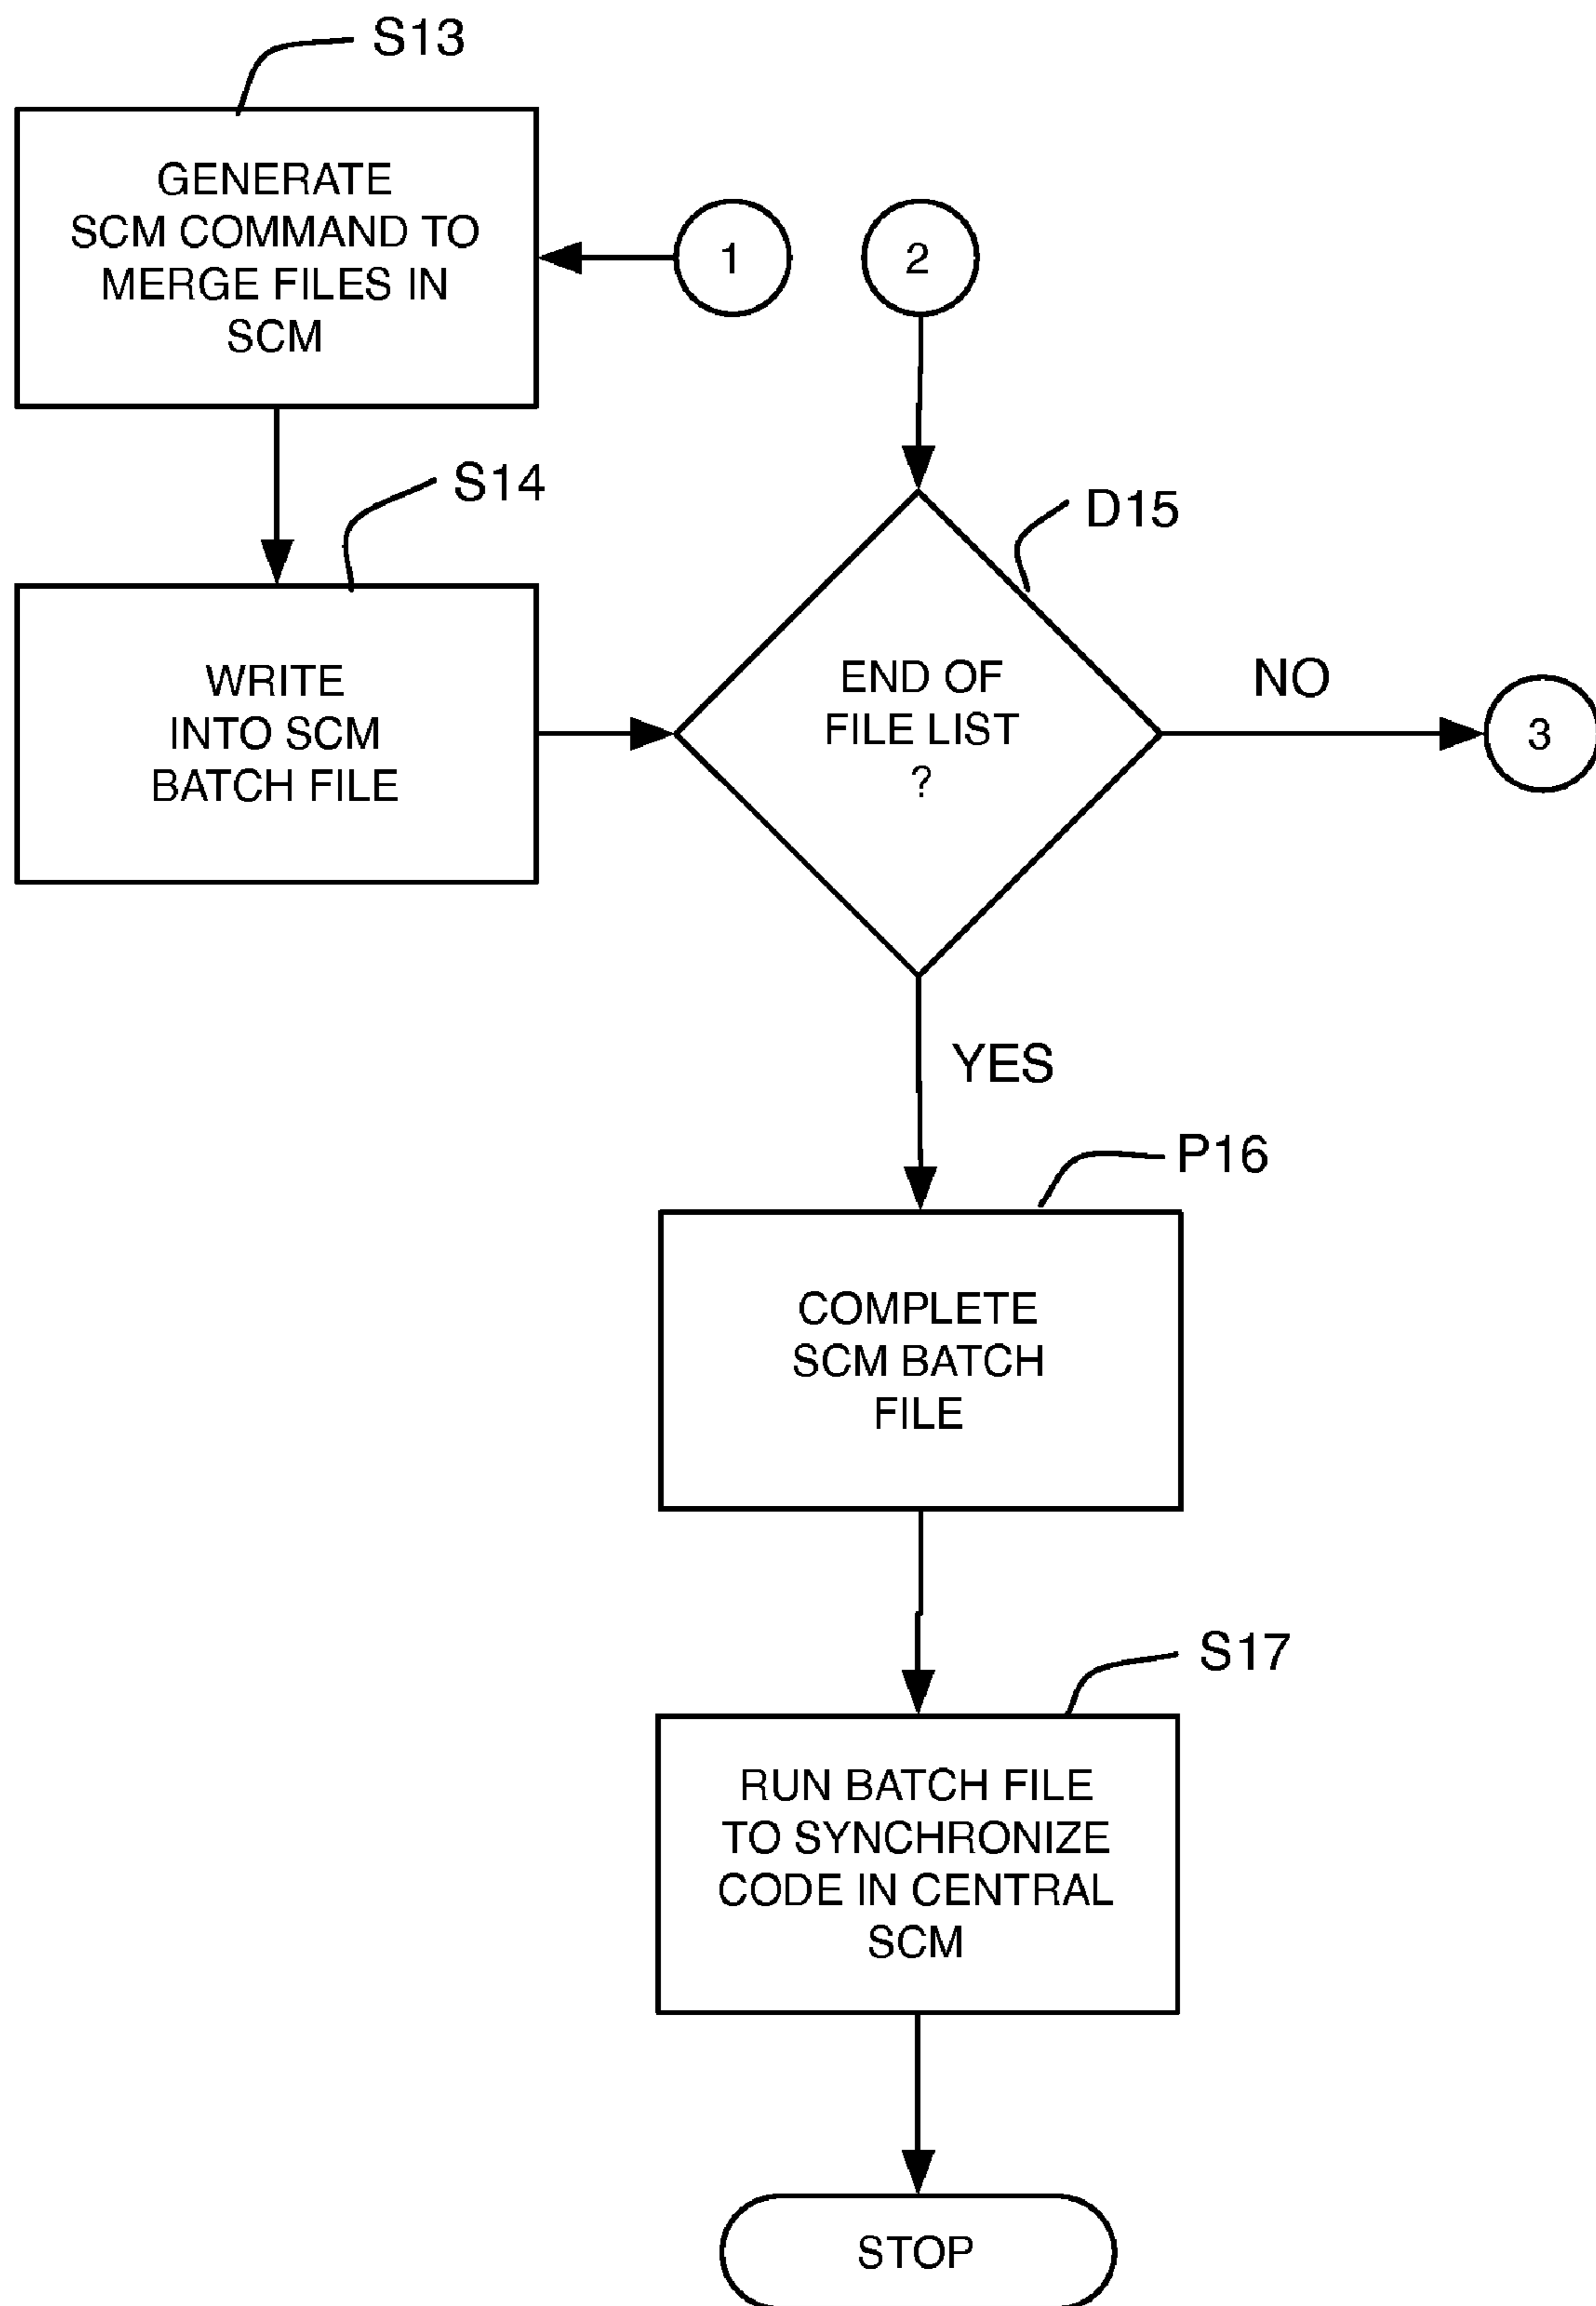 S13
GENERATE
SCM COMMAND TO
MERGE FILES IN
SCM
1
2
S14
WRITE
INTO SCM
BATCH FILE
D15
END OF
FILE LIST
?
NO
3
YES
P16
COMPLETE
SCM BATCH
FILE
S17
RUN BATCH FILE
TO SYNCHRONIZE
CODE IN CENTRAL
SCM
STOP